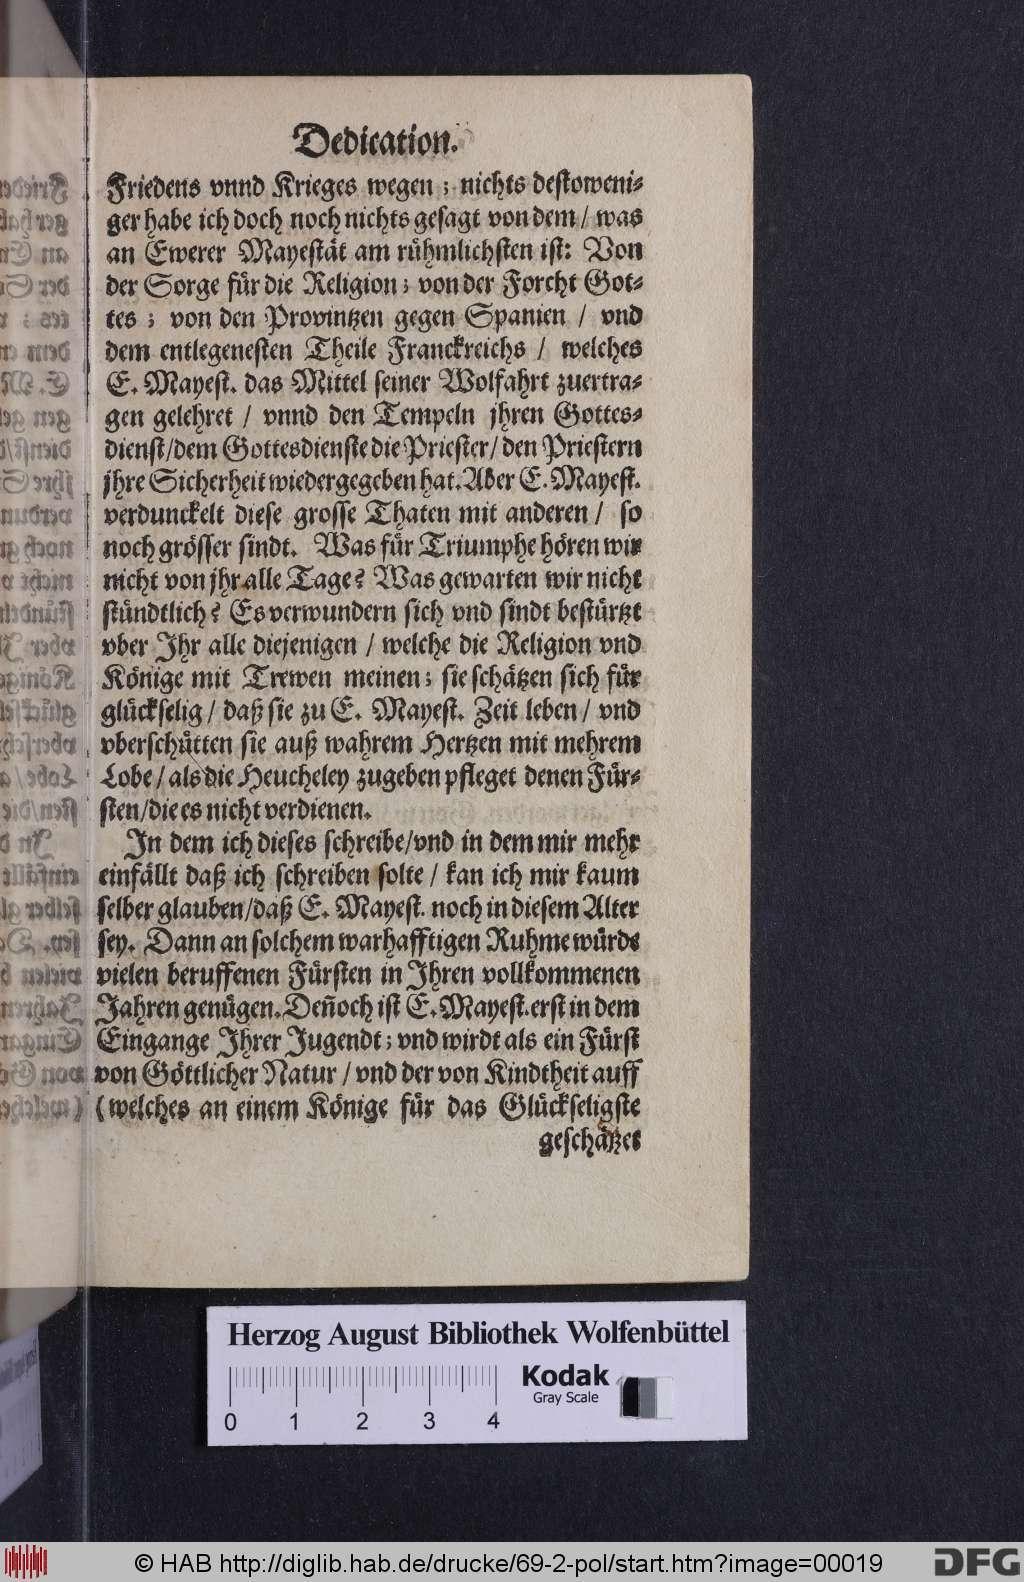 Dedication.
Friedens vnnd Krieges wegen; nichts destoweni-
ger habe ich doch noch nichts gesagt von dem / was
an Ewerer Mayestät am rühmlichsten ist: Von
der Sorge für die Religion; von der Forcht Got-
tes; von den Provintzen gegen Spanien / vnd
dem entlegenesten Theile Franckreichs / welches
E. Mayest. das Mittel seiner Wolfahrt zuertra-
gen gelehret / vnnd den Tempeln jhren Gottes-
dienst/dem Gottesdienste die Priester/den Priestern
jhre Sicherheit wiedergegeben hat. Aber E. Mayest.
verdunckelt diese grosse Thaten mit anderen / so
noch grösser sindt. Was für Triumphe hören wir
nicht von jhr alle Tage? Was gewarten wir nicht
stündtlich? Es verwundern sich vnd sindt bestürtzt
vber Ihr alle diejenigen / welche die Religion vnd
Könige mit Trewen meinen; sie schätzen sich für
glückselig / daß sie zu E. Mayest. Zeit leben / vnd
vberschütten sie auß wahrem Hertzen mit mehrem
Lobe / als die Heucheley zugeben pfleget denen Für-
sten/die es nicht verdienen.
In dem ich dieses schreibe/vnd in dem mir mehr
einfällt daß ich schreiben solte / kan ich mir kaum
selber glauben/daß E. Mayest. noch in diesem Alter
sey. Dann an solchem warhafftigen Ruhme würde
vielen beruffenen Fürsten in Ihren vollkommenen
Jahren genügen. Deñoch ist E. Mayest. erst in dem
Eingange Ihrer Jugendt; vnd wirdt als ein Fürst
von Göttlicher Natur / vnd der von Kindtheit auff
(welches an einem Könige für das Glückseligste
geschätzet
Herzog August Bibliothek Wolfenbüttel
Kodak
Gray Scale
0 1 2 3 4
© HAB http://diglib.hab.de/drucke/69-2-pol/start.htm?image=00019
DFG